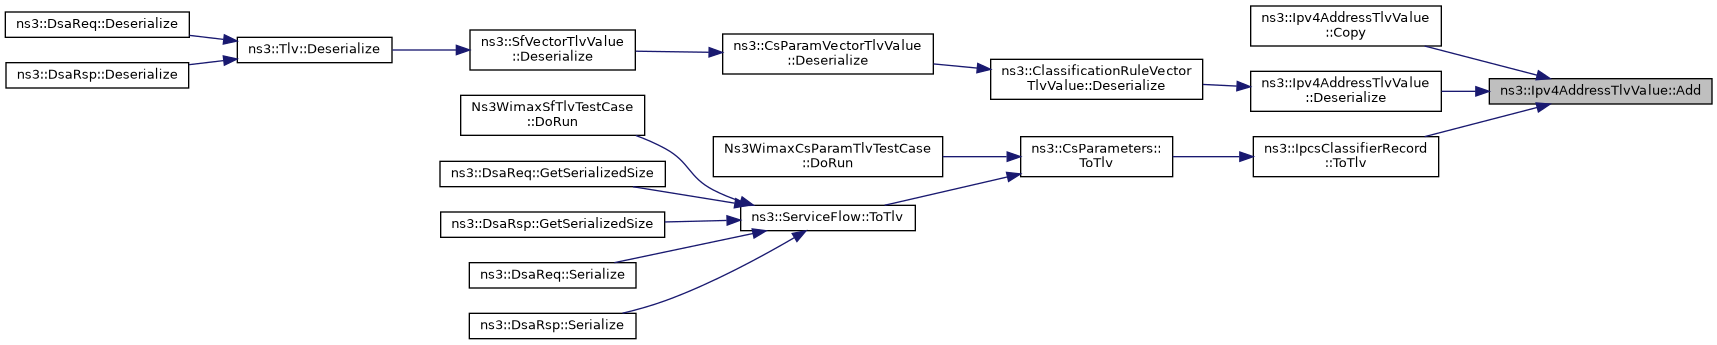 ns3::DsaReq::Deserialize
ns3::DsaRsp::Deserialize
ns3::Tlv::Deserialize
ns3::SfVectorTlvValue
::Deserialize
ns3::CsParamVectorTlvValue
::Deserialize
ns3::ClassificationRuleVector
TlvValue::Deserialize
ns3::Ipv4AddressTlvValue
::Copy
ns3::Ipv4AddressTlvValue
::Deserialize
ns3::Ipv4AddressTlvValue::Add
Ns3WimaxSfTlvTestCase
::DoRun
Ns3WimaxCsParamTlvTestCase
::DoRun
ns3::CsParameters::
ToTlv
ns3::IpcsClassifierRecord
::ToTlv
ns3::DsaReq::GetSerializedSize
ns3::DsaRsp::GetSerializedSize
ns3::ServiceFlow::ToTlv
ns3::DsaReq::Serialize
ns3::DsaRsp::Serialize